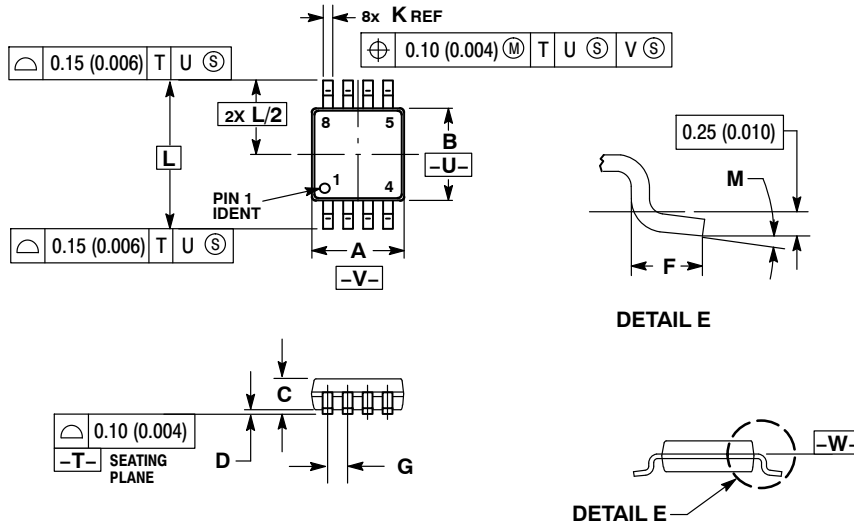 8x K REF
⌖ 0.10 (0.004) Ⓜ T U Ⓢ V Ⓢ
⌓ 0.15 (0.006) T U Ⓢ
2X L/2
8 5
B
–U–
L
PIN 1
IDENT
1 4
⌓ 0.15 (0.006) T U Ⓢ
A
–V–
0.25 (0.010)
M
F
DETAIL E
C
⌓ 0.10 (0.004)
–T– SEATING
PLANE
D
G
–W–
DETAIL E